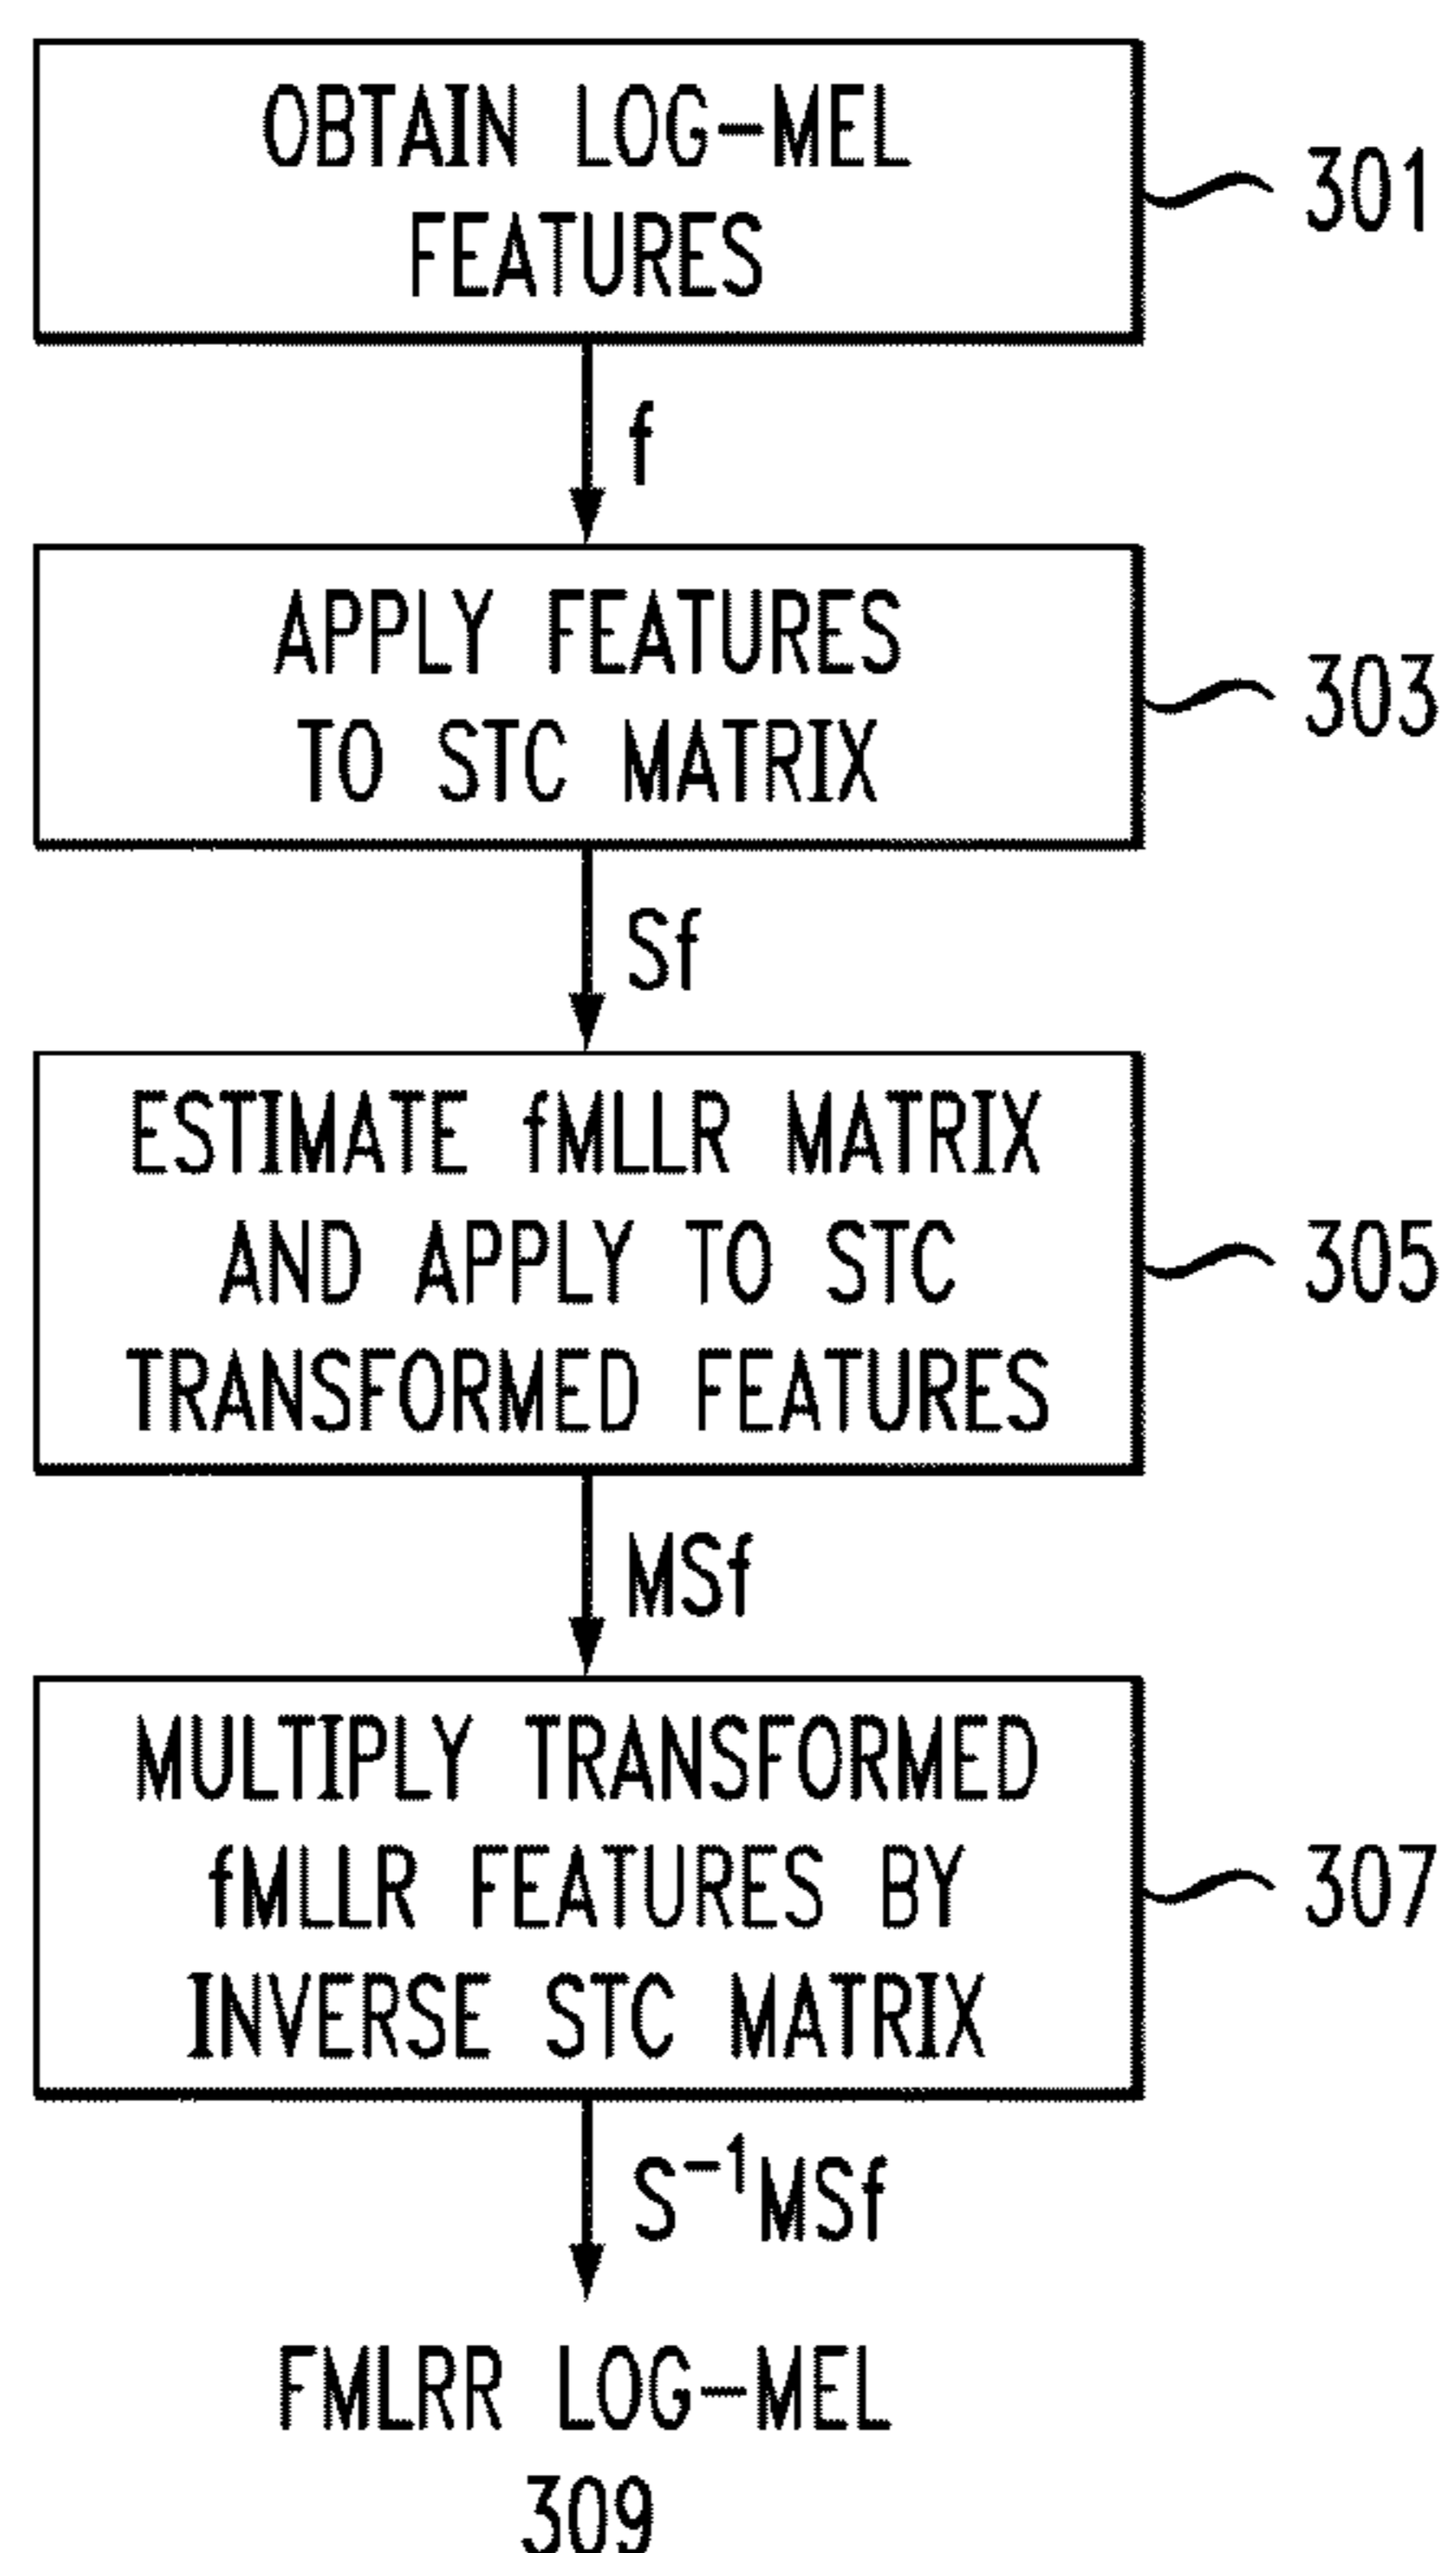 OBTAIN LOG-MEL
FEATURES
301
f
APPLY FEATURES
TO STC MATRIX
303
Sf
ESTIMATE fMLLR MATRIX
AND APPLY TO STC
TRANSFORMED FEATURES
305
MSf
MULTIPLY TRANSFORMED
fMLLR FEATURES BY
INVERSE STC MATRIX
307
S⁻¹MSf
FMLRR LOG-MEL
309